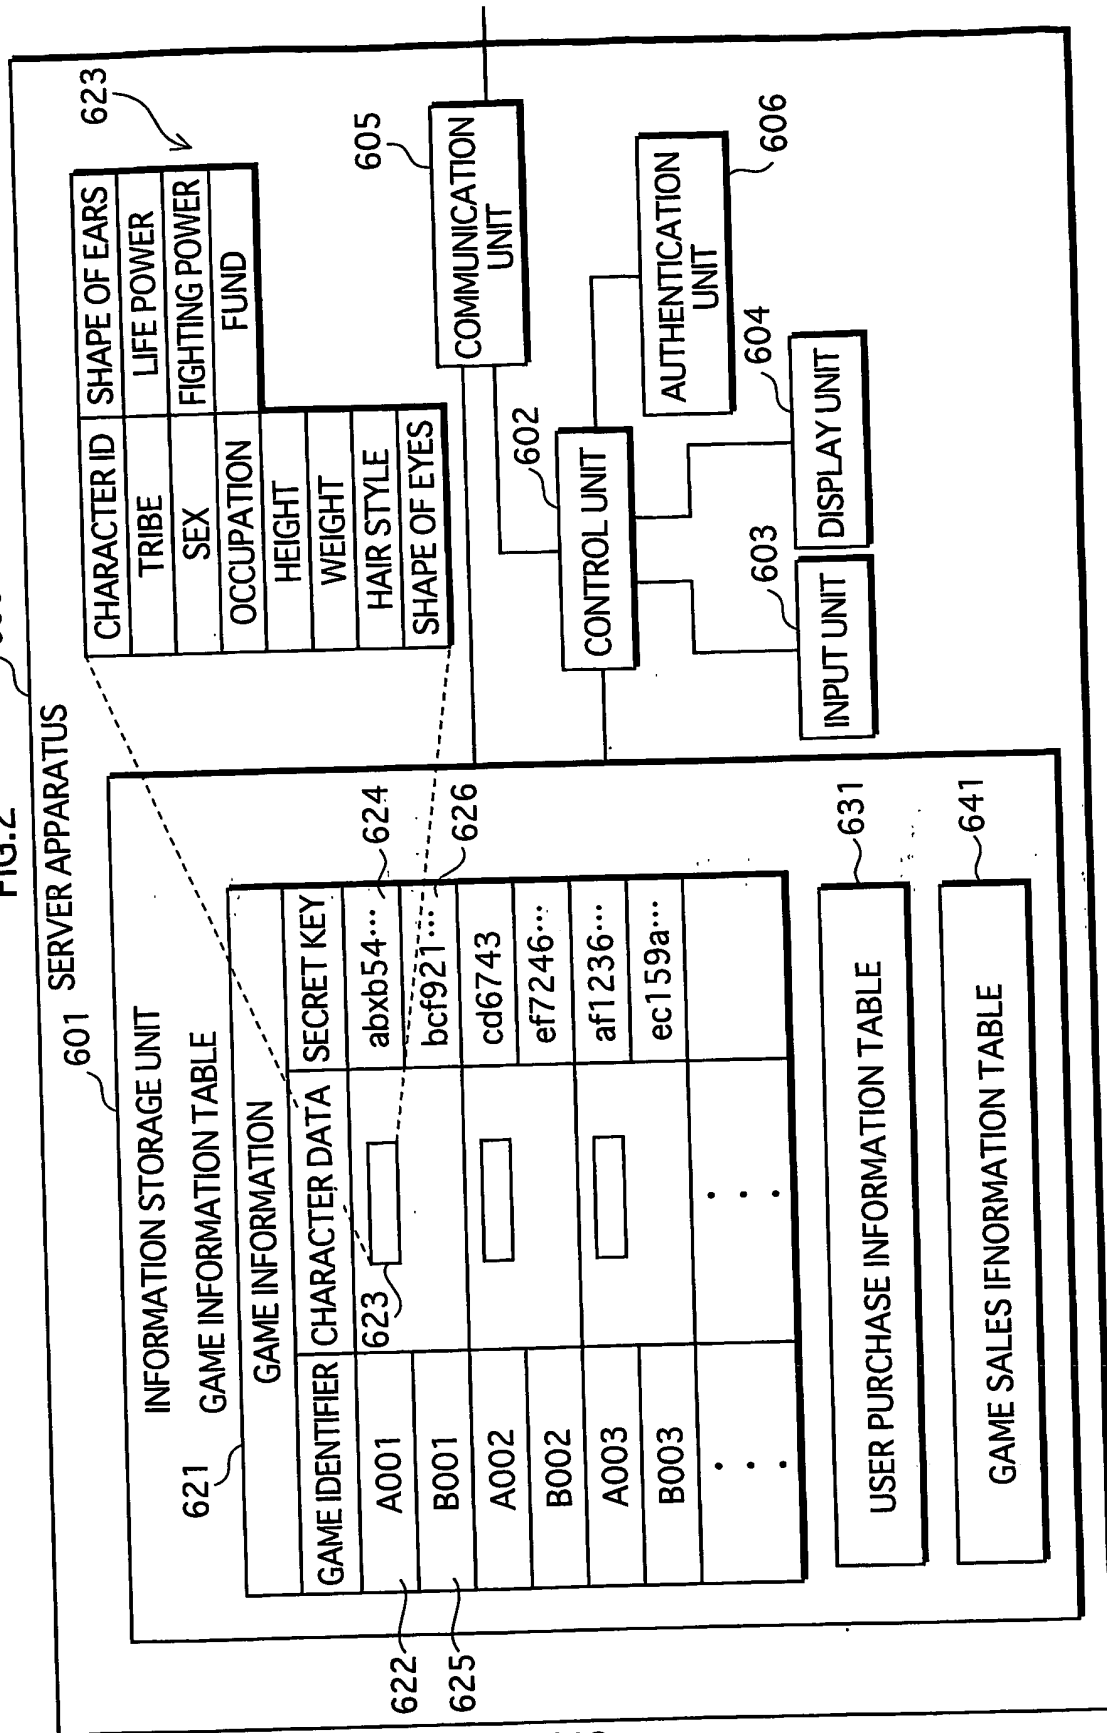 FIG.2
SERVER APPARATUS
601
INFORMATION STORAGE UNIT
GAME INFORMATION TABLE
621
GAME INFORMATION
GAME IDENTIFIER CHARACTER DATA SECRET KEY
622 A001 623 abxb54··· 624
625 B001 bcf921··· 626
A002 cd6743
B002 ef7246···
A003 af1236···
B003 ec159a···
USER PURCHASE INFORMATION TABLE 631
GAME SALES IFNORMATION TABLE 641
623
CHARACTER ID SHAPE OF EARS
TRIBE LIFE POWER
SEX FIGHTING POWER
OCCUPATION FUND
HEIGHT
WEIGHT
HAIR STYLE
SHAPE OF EYES
605
COMMUNICATION
UNIT
602
CONTROL UNIT
AUTHENTICATION
UNIT
606
603
INPUT UNIT
604
DISPLAY UNIT